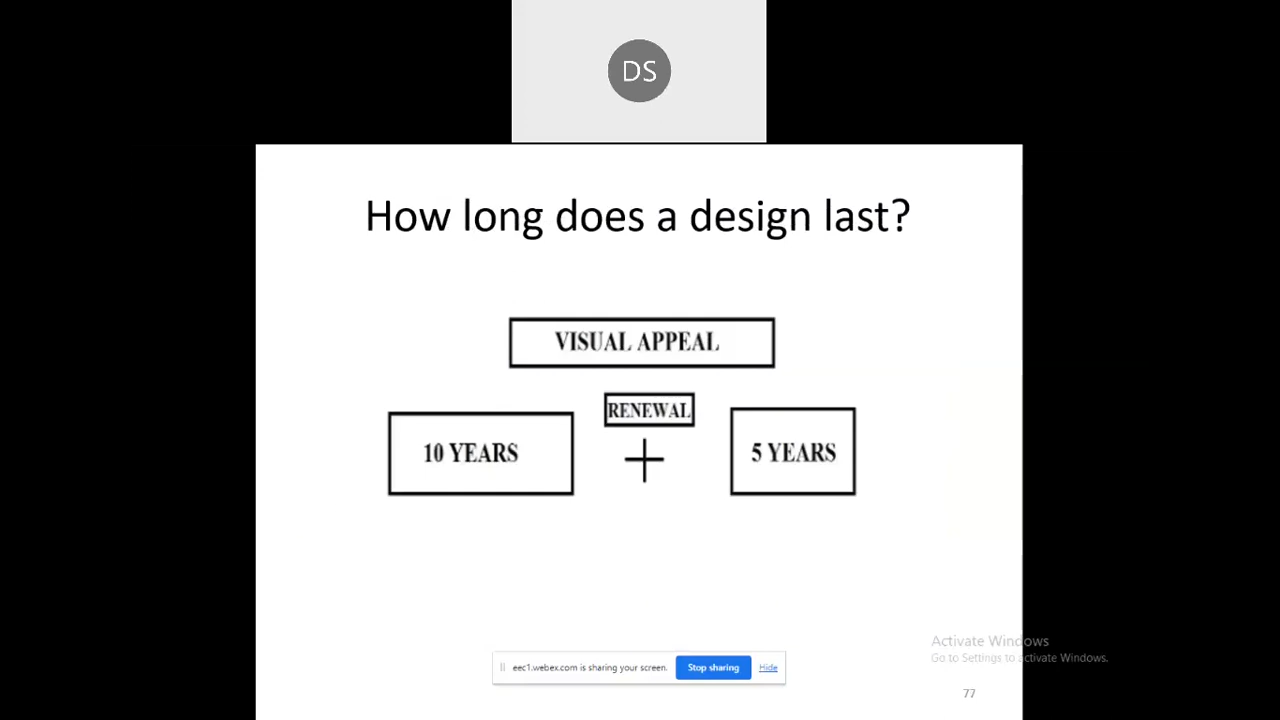 DS
How long does a design last?
VISUAL APPEAL
RENEWAL
10 YEARS
+
5 YEARS
eec1.webex.com is sharing your screen.
Stop sharing
Hide
Activate Windows
Go to Settings to activate Windows.
77